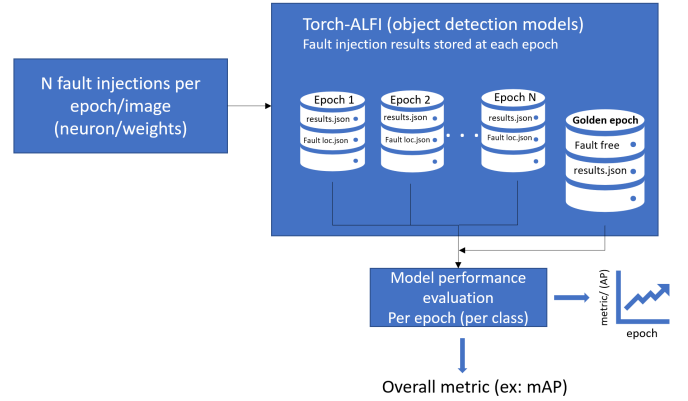 Torch-ALFI (object detection models)
Fault injection results stored at each epoch
N fault injections per
epoch/image
(neuron/weights)
Epoch 1
results.json
Fault loc.json
Epoch 2
results.json
Fault loc.json
. . .
Epoch N
results.json
Fault loc.json
Golden epoch
Fault free
results.json
Model performance
evaluation
Per epoch (per class)
metric/ (AP)
epoch
Overall metric (ex: mAP)